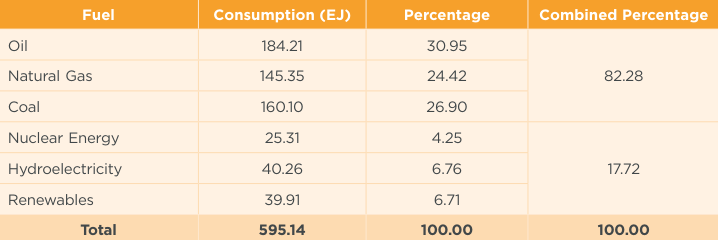 Fuel Consumption (EJ) Percentage Combined Percentage
Oil 184.21 30.95
Natural Gas 145.35 24.42 82.28
Coal 160.10 26.90
Nuclear Energy 25.31 4.25
Hydroelectricity 40.26 6.76 17.72
Renewables 39.91 6.71
Total 595.14 100.00 100.00